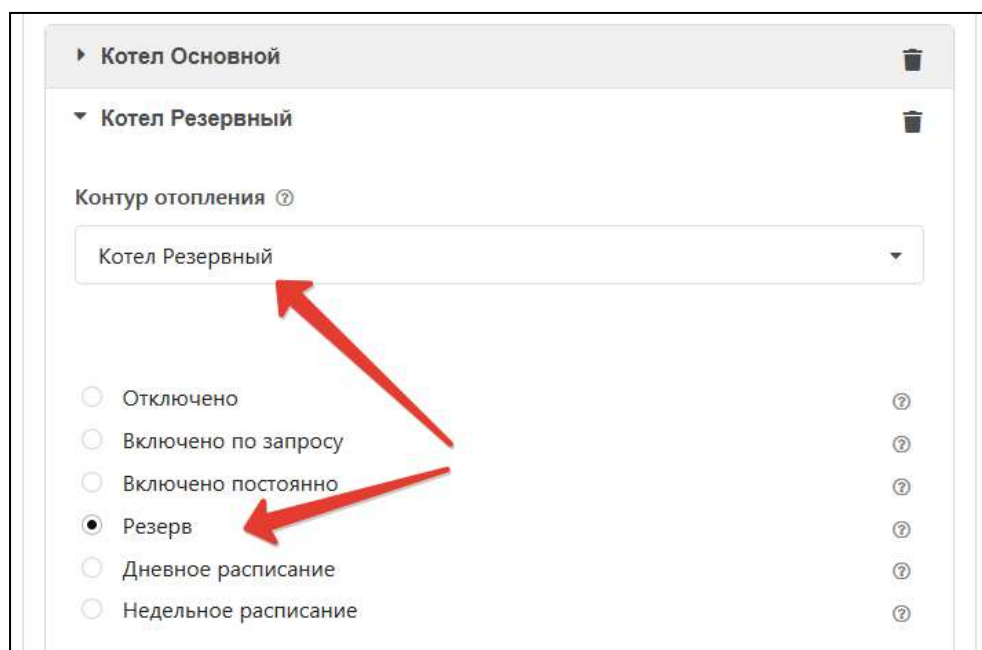 Котел Основной
Котел Резервный
Контур отопления
Котел Резервный
Отключено
Включено по запросу
Включено постоянно
Резерв
Дневное расписание
Недельное расписание